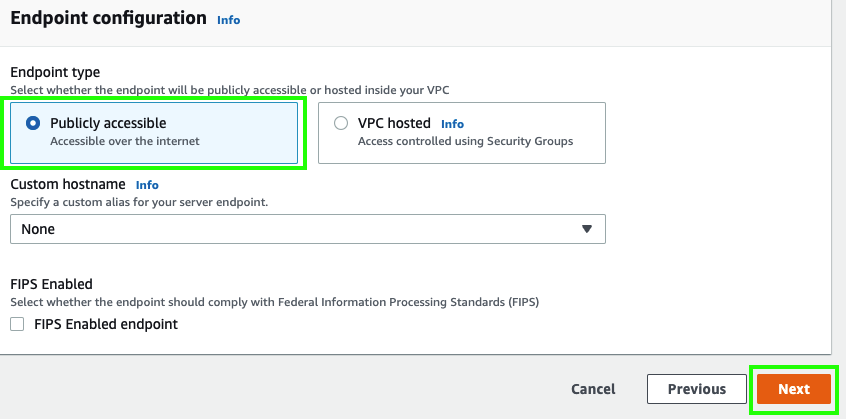 Endpoint configuration Info
Endpoint type
Select whether the endpoint will be publicly accessible or hosted inside your VPC
Publicly accessible
Accessible over the internet
VPC hosted Info
Access controlled using Security Groups
Custom hostname Info
Specify a custom alias for your server endpoint.
None
FIPS Enabled
Select whether the endpoint should comply with Federal Information Processing Standards (FIPS)
FIPS Enabled endpoint
Cancel Previous Next